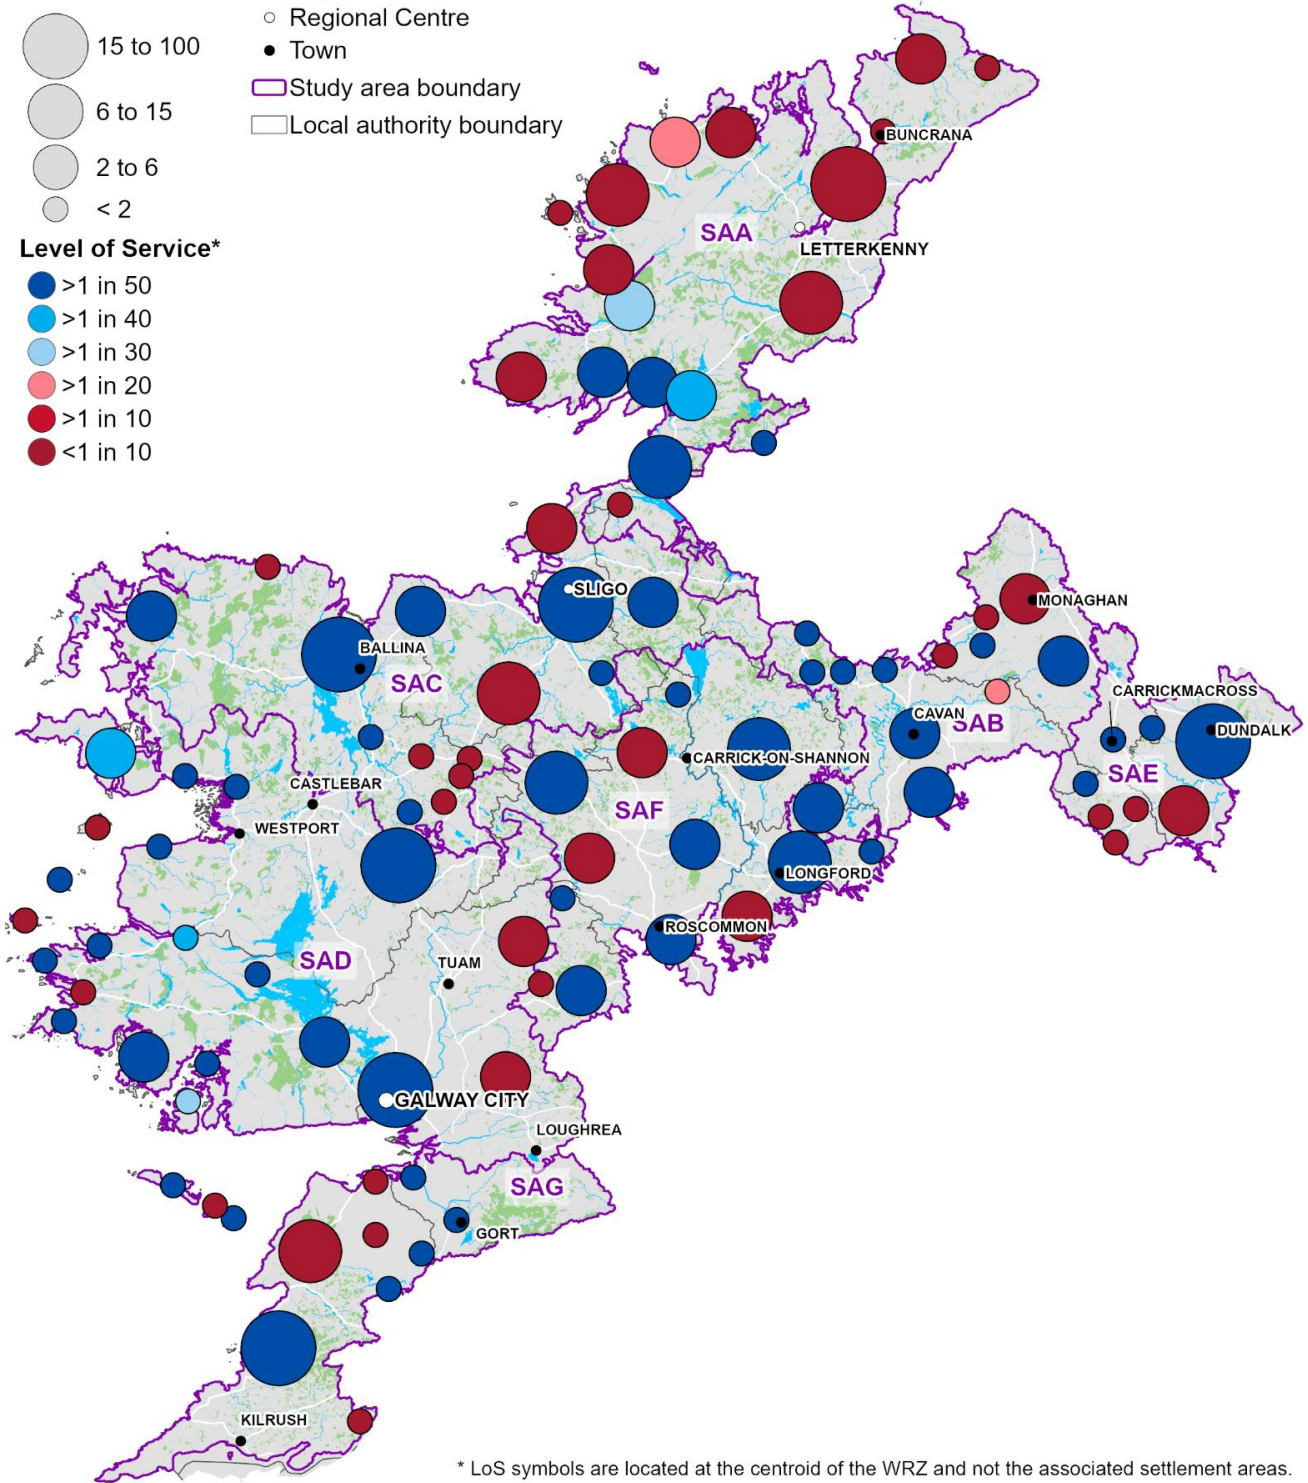 15 to 100
6 to 15
2 to 6
< 2
Regional Centre
Town
Study area boundary
Local authority boundary
Level of Service*
>1 in 50
>1 in 40
>1 in 30
>1 in 20
>1 in 10
<1 in 10
BUNCRANA
SAA
LETTERKENNY
SLIGO
MONAGHAN
BALLINA
SAC
CARRICKMACROSS
CAVAN
SAB
DUNDALK
CARRICK-ON-SHANNON
SAE
CASTLEBAR
SAF
WESTPORT
LONGFORD
ROSCOMMON
SAD
TUAM
GALWAY CITY
LOUGHREA
SAG
GORT
KILRUSH
* LoS symbols are located at the centroid of the WRZ and not the associated settlement areas.